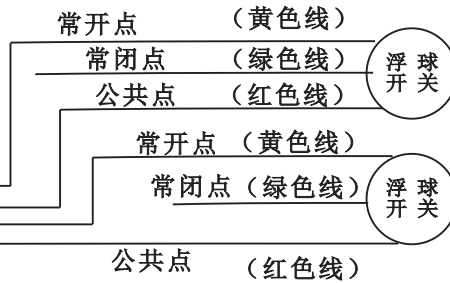 常开点 （黄色线）
常闭点 （绿色线）
公共点 （红色线）
浮球
开关
常开点 （黄色线）
常闭点（绿色线）
浮球
开关
公共点 （红色线）